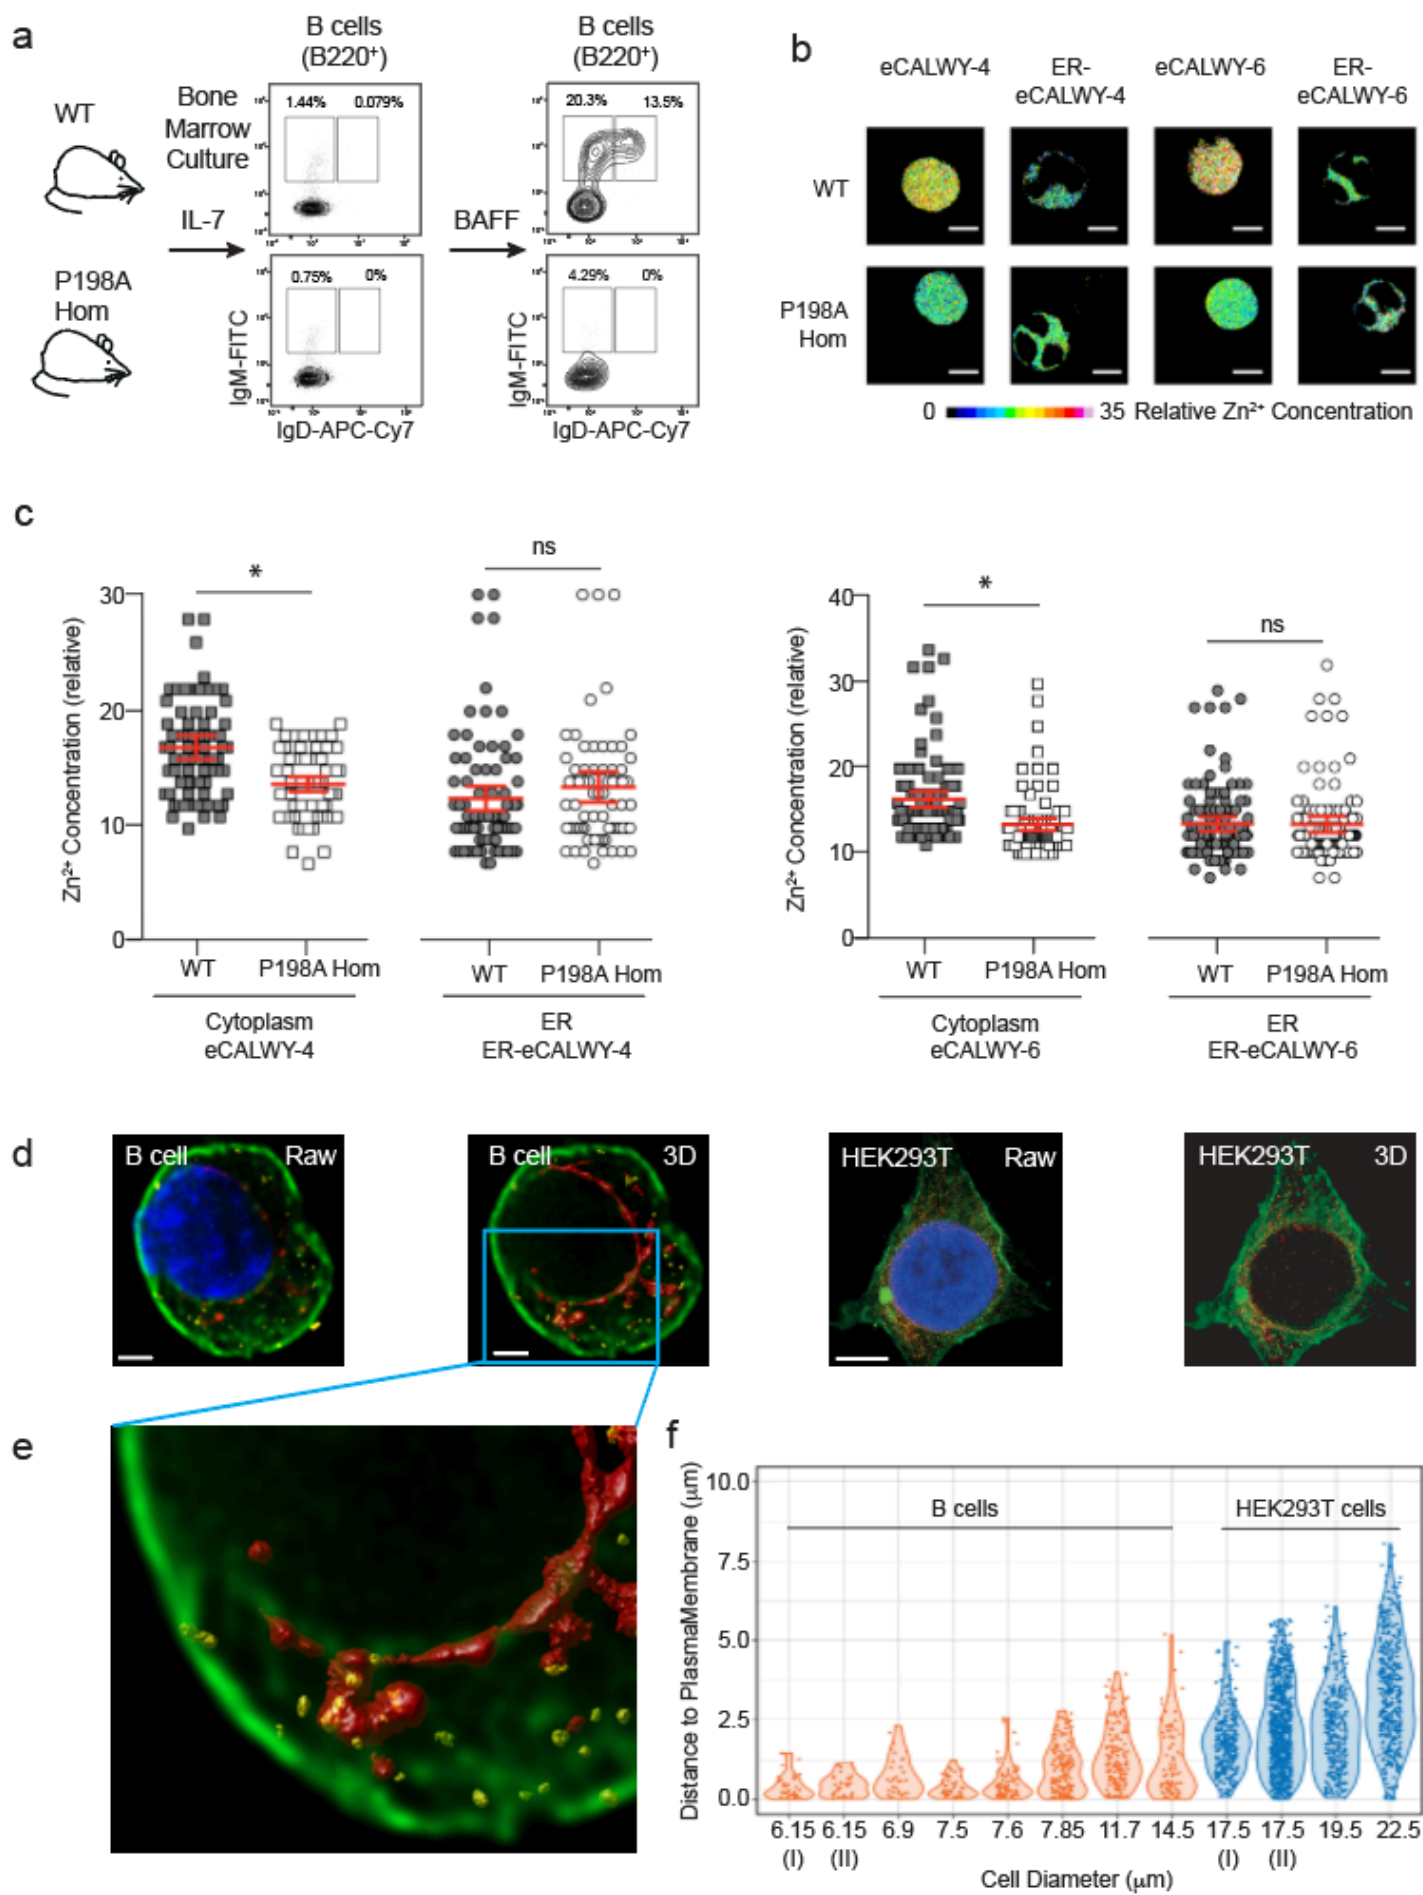 a
B cells
(B220⁺)
B cells
(B220⁺)
WT
Bone
Marrow
Culture
1.44%
0.079%
20.3%
13.5%
IL-7
BAFF
P198A
Hom
0.75%
0%
4.29%
0%
IgM-FITC
IgM-FITC
IgD-APC-Cy7
IgD-APC-Cy7
b
eCALWY-4
ER-
eCALWY-4
eCALWY-6
ER-
eCALWY-6
WT
P198A
Hom
0
35 Relative Zn²⁺ Concentration
c
Zn²⁺ Concentration (relative)
30
20
10
0
*
ns
WT
P198A Hom
WT
P198A Hom
Cytoplasm
eCALWY-4
ER
ER-eCALWY-4
Zn²⁺ Concentration (relative)
40
30
20
10
0
*
ns
WT
P198A Hom
WT
P198A Hom
Cytoplasm
eCALWY-6
ER
ER-eCALWY-6
d
B cell Raw
B cell 3D
HEK293T Raw
HEK293T 3D
e
f
Distance to PlasmaMembrane (μm)
10.0
7.5
5.0
2.5
0.0
B cells
HEK293T cells
6.15 6.15 6.9 7.5 7.6 7.85 11.7 14.5 17.5 17.5 19.5 22.5
(I) (II) (I) (II)
Cell Diameter (μm)